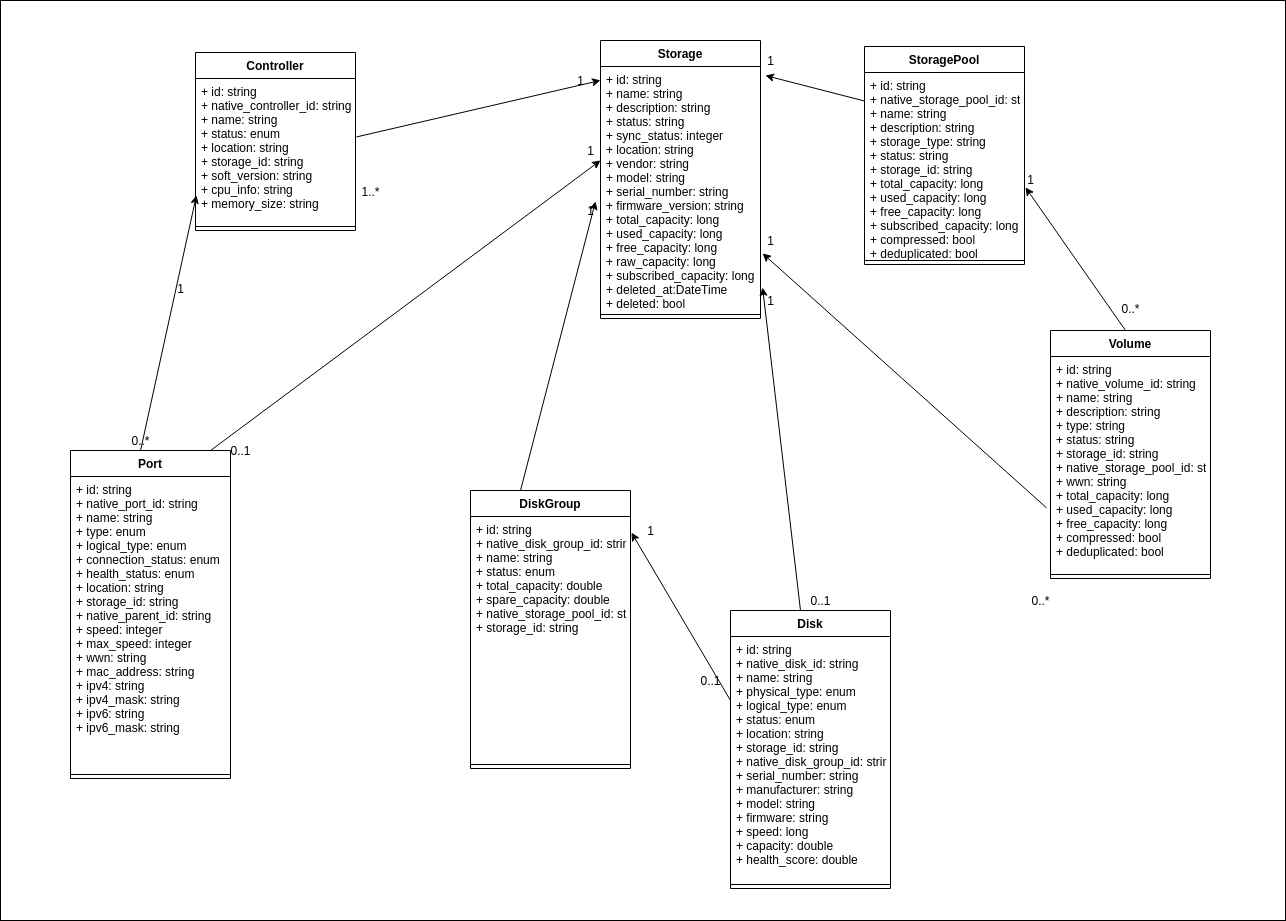 Controller
+ id: string
+ native_controller_id: string
+ name: string
+ status: enum
+ location: string
+ storage_id: string
+ soft_version: string
+ cpu_info: string
+ memory_size: string
1..*
1
Storage
+ id: string
+ name: string
+ description: string
+ status: string
+ sync_status: integer
+ location: string
+ vendor: string
+ model: string
+ serial_number: string
+ firmware_version: string
+ total_capacity: long
+ used_capacity: long
+ free_capacity: long
+ raw_capacity: long
+ subscribed_capacity: long
+ deleted_at:DateTime
+ deleted: bool
1
1
1
1
1
1
StoragePool
+ id: string
+ native_storage_pool_id: st
+ name: string
+ description: string
+ storage_type: string
+ status: string
+ storage_id: string
+ total_capacity: long
+ used_capacity: long
+ free_capacity: long
+ subscribed_capacity: long
+ compressed: bool
+ deduplicated: bool
1
0..*
Volume
+ id: string
+ native_volume_id: string
+ name: string
+ description: string
+ type: string
+ status: string
+ storage_id: string
+ native_storage_pool_id: st
+ wwn: string
+ total_capacity: long
+ used_capacity: long
+ free_capacity: long
+ compressed: bool
+ deduplicated: bool
0..*
0..*
0..1
Port
+ id: string
+ native_port_id: string
+ name: string
+ type: enum
+ logical_type: enum
+ connection_status: enum
+ health_status: enum
+ location: string
+ storage_id: string
+ native_parent_id: string
+ speed: integer
+ max_speed: integer
+ wwn: string
+ mac_address: string
+ ipv4: string
+ ipv4_mask: string
+ ipv6: string
+ ipv6_mask: string
DiskGroup
+ id: string
+ native_disk_group_id: strir
+ name: string
+ status: enum
+ total_capacity: double
+ spare_capacity: double
+ native_storage_pool_id: st
+ storage_id: string
1
0..1
0..1
Disk
+ id: string
+ native_disk_id: string
+ name: string
+ physical_type: enum
+ logical_type: enum
+ status: enum
+ location: string
+ storage_id: string
+ native_disk_group_id: strir
+ serial_number: string
+ manufacturer: string
+ model: string
+ firmware: string
+ speed: long
+ capacity: double
+ health_score: double